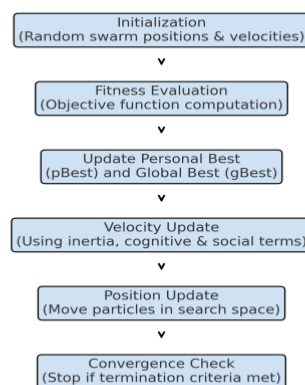 Initialization
(Random swarm positions & velocities)
Fitness Evaluation
(Objective function computation)
Update Personal Best
(pBest) and Global Best (gBest)
Velocity Update
(Using inertia, cognitive & social terms)
Position Update
(Move particles in search space)
Convergence Check
(Stop if termination criteria met)